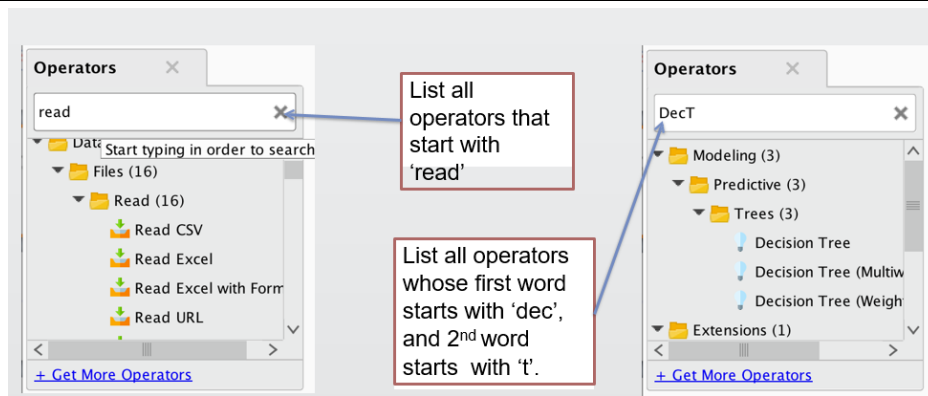 Operators
read
Data
Start typing in order to search
Files (16)
Read (16)
Read CSV
Read Excel
Read Excel with Form
Read URL
+ Get More Operators
List all
operators that
start with
‘read’
List all operators
whose first word
starts with ‘dec’,
and 2nd word
starts with ‘t’.
Operators
DecT
Modeling (3)
Predictive (3)
Trees (3)
Decision Tree
Decision Tree (Multiw
Decision Tree (Weigh
Extensions (1)
+ Get More Operators